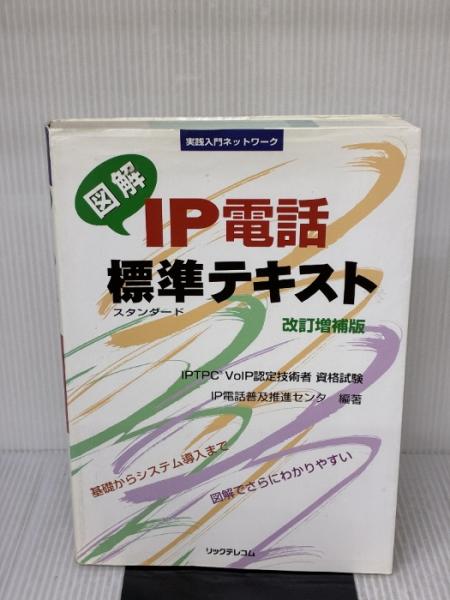 実践入門ネットワーク
図解
IP電話
標準テキスト
スタンダード
改訂増補版
IPTPC® VoIP認定技術者 資格試験
IP電話普及推進センタ 編著
基礎からシステム導入まで
図解でさらにわかりやすい
リックテレコム